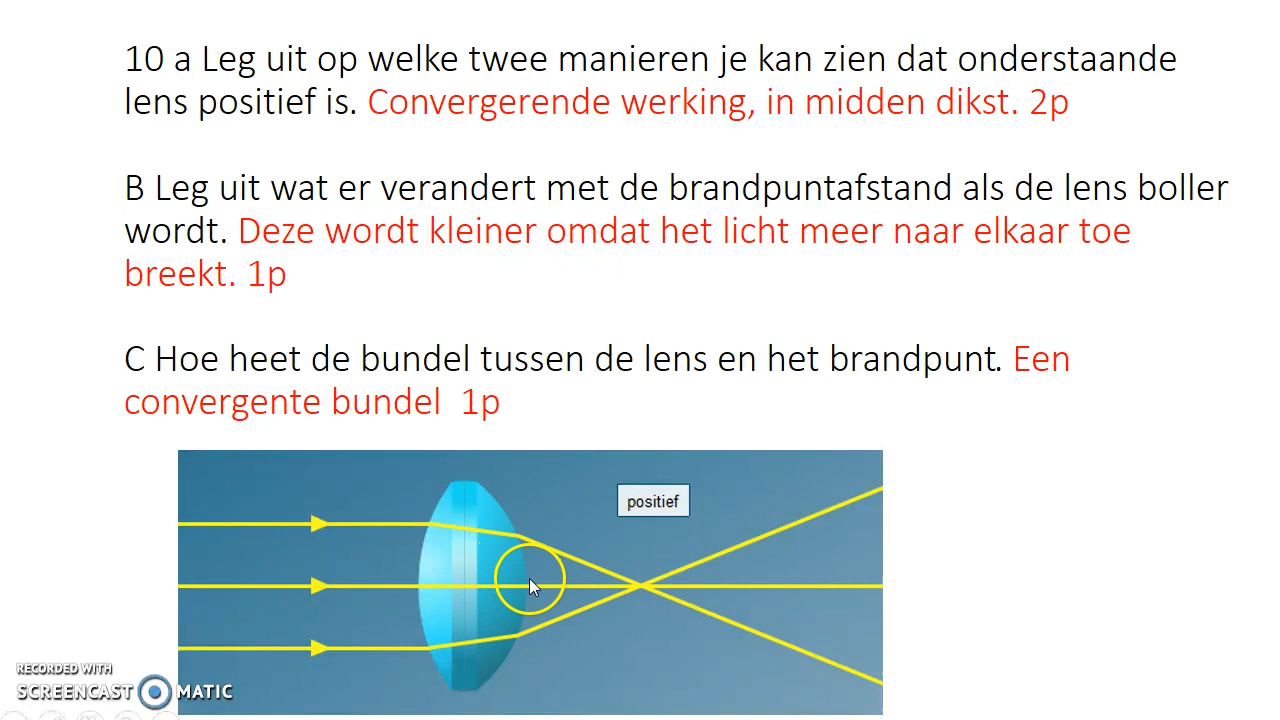 10 a Leg uit op welke twee manieren je kan zien dat onderstaande
lens positief is. Convergerende werking, in midden dikst. 2p
B Leg uit wat er verandert met de brandpuntafstand als de lens boller
wordt. Deze wordt kleiner omdat het licht meer naar elkaar toe
breekt. 1p
C Hoe heet de bundel tussen de lens en het brandpunt. Een
convergente bundel 1p
positief
RECORDED WITH
SCREENCAST MATIC